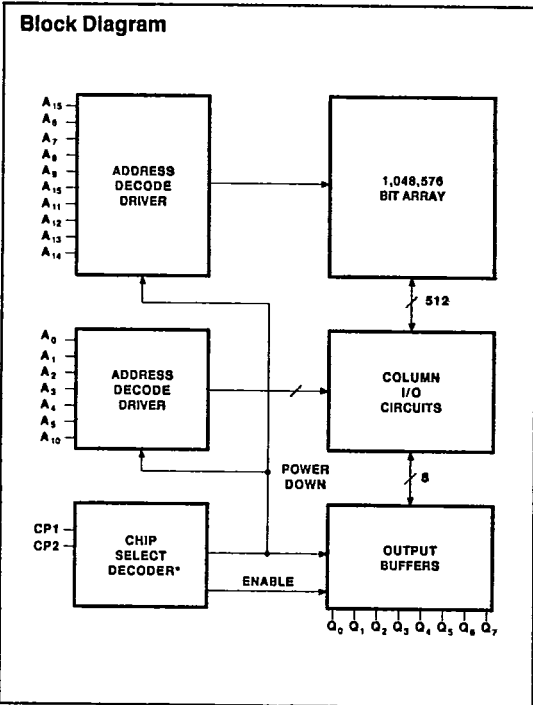 Block Diagram
A15
A6
A7
A8
A9
A15
A11
A12
A13
A14
ADDRESS
DECODE
DRIVER
1,048,576
BIT ARRAY
512
A0
A1
A2
A3
A4
A5
A10
ADDRESS
DECODE
DRIVER
COLUMN
I/O
CIRCUITS
POWER
DOWN
8
CP1
CP2
CHIP
SELECT
DECODER*
ENABLE
OUTPUT
BUFFERS
Q0 Q1 Q2 Q3 Q4 Q5 Q6 Q7